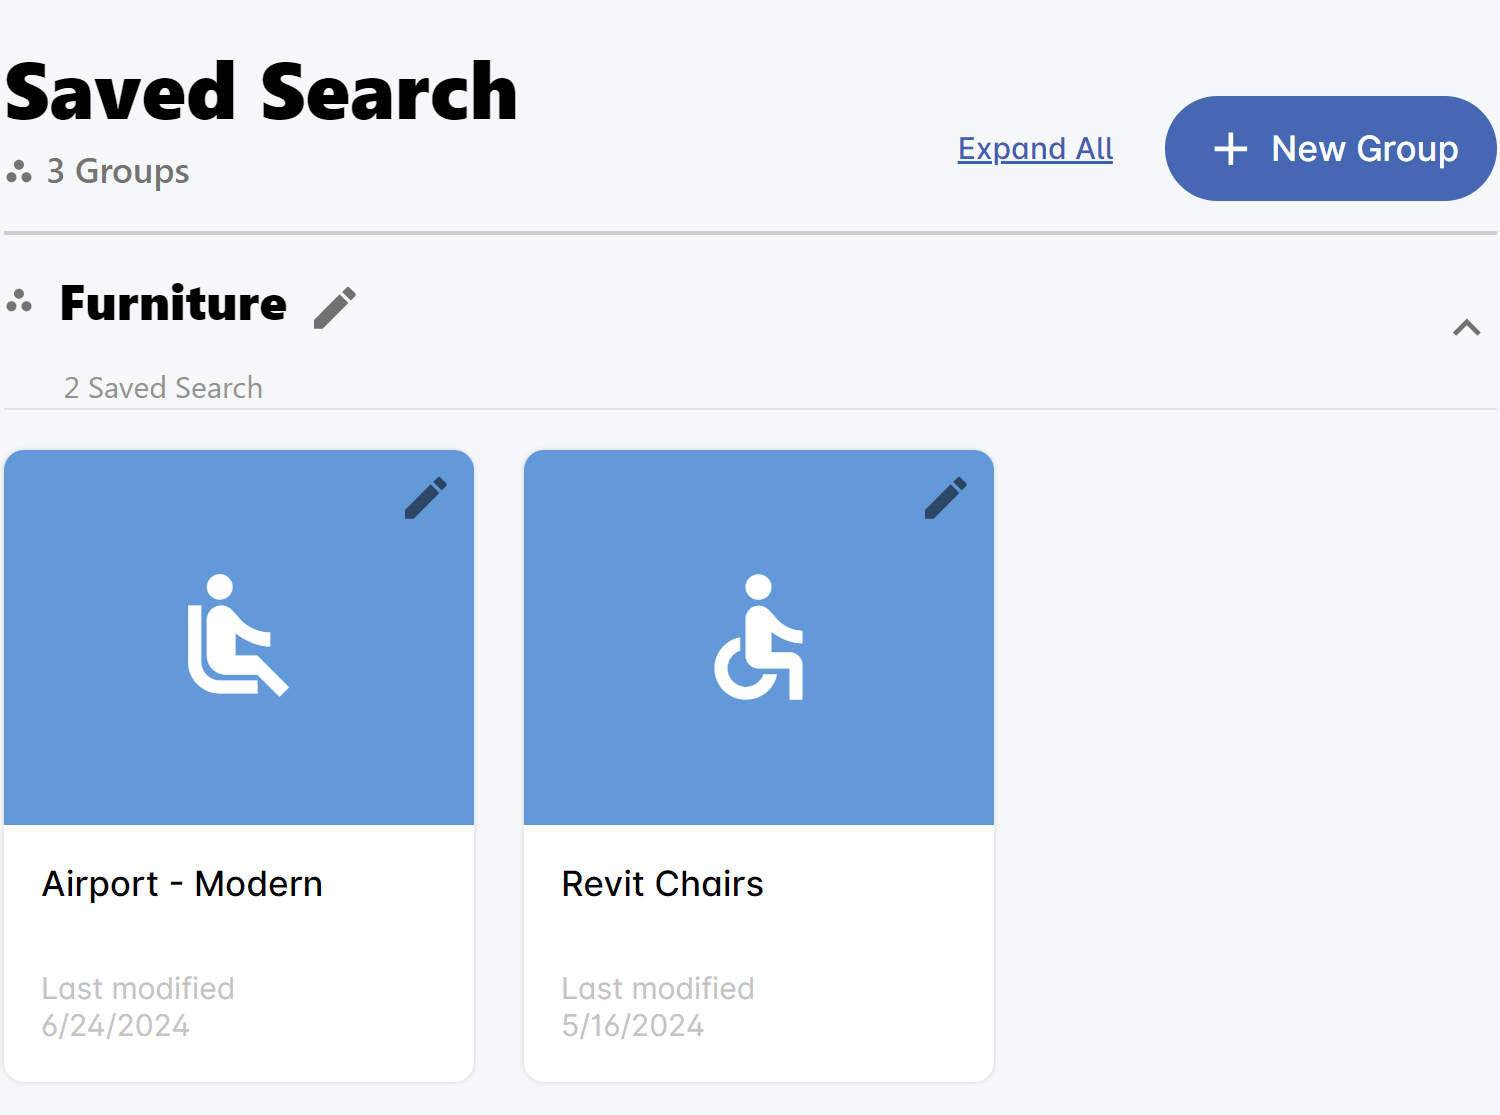 Saved Search
3 Groups
Expand All
New Group
Furniture
2 Saved Search
Airport - Modern
Last modified
6/24/2024
Revit Chairs
Last modified
5/16/2024